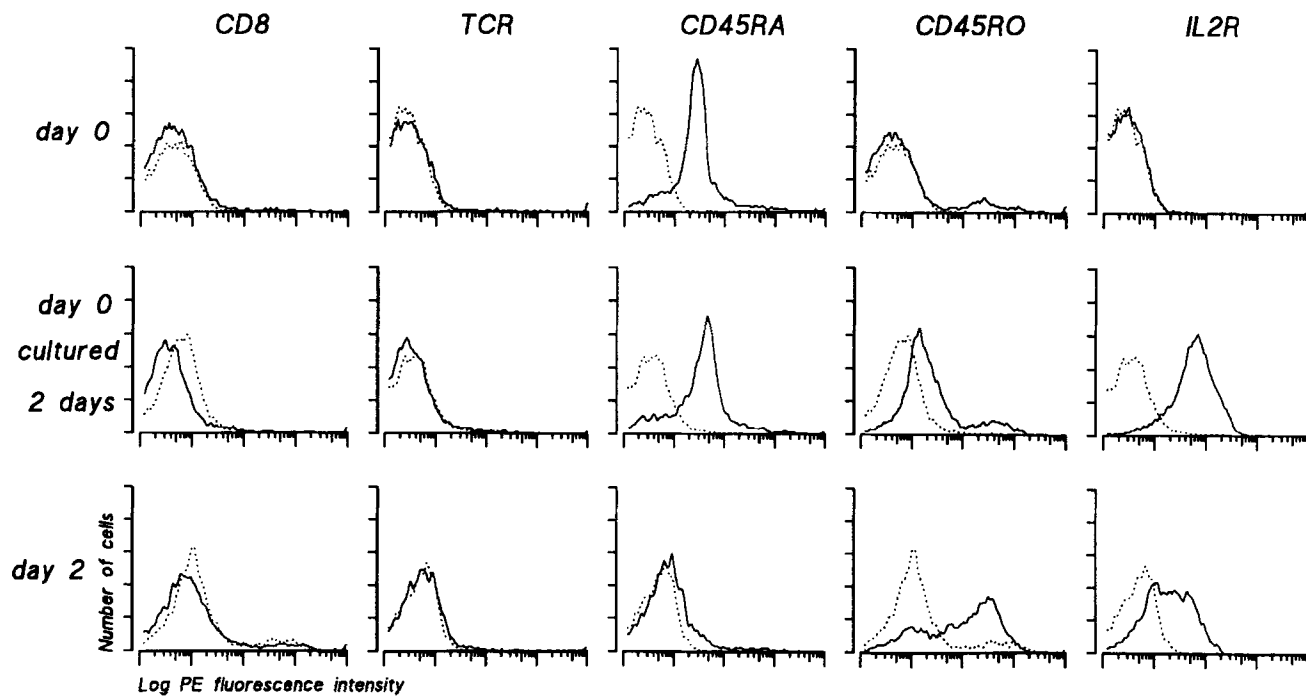 CD8 TCR CD45RA CD45RO IL2R
day 0
day 0
cultured
2 days
day 2
Number of cells
Log PE fluorescence intensity